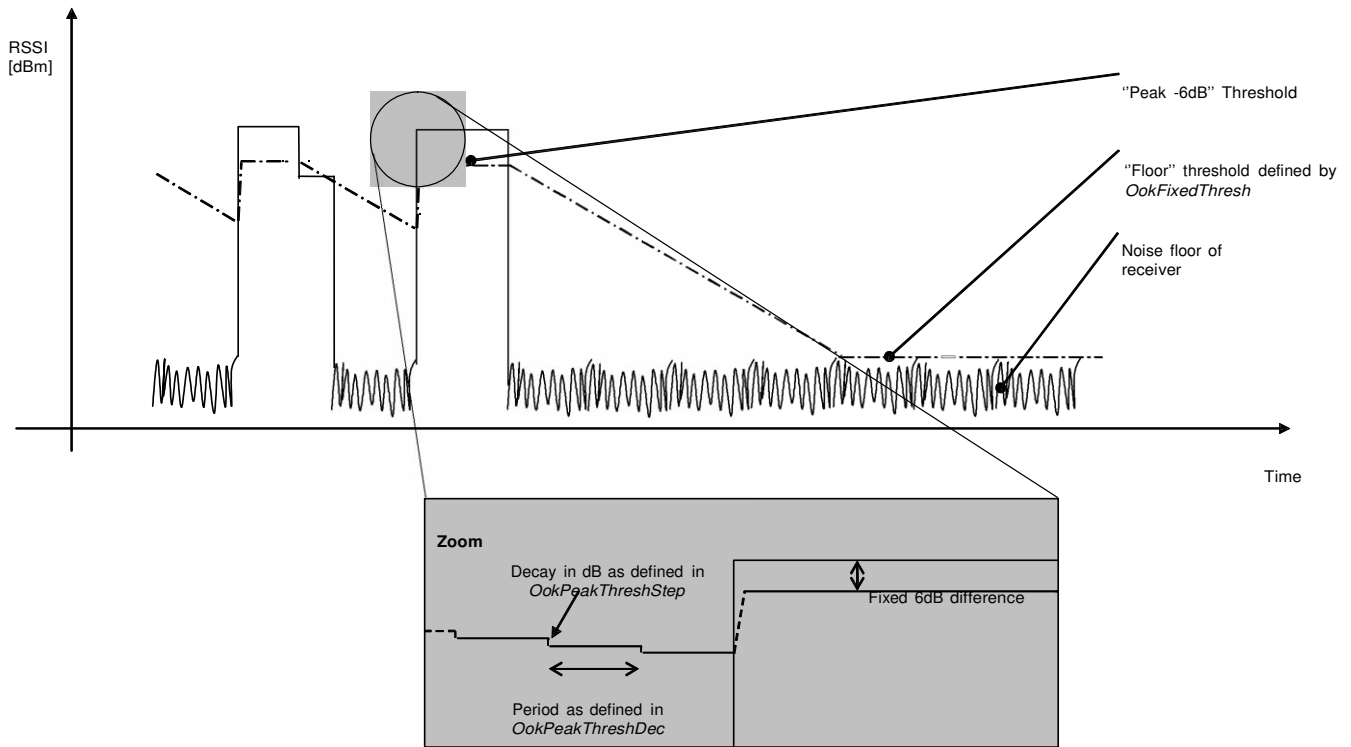 RSSI
[dBm]
‘’Peak -6dB’’ Threshold
‘’Floor’’ threshold defined by
OokFixedThresh
Noise floor of
receiver
Time
Zoom
Decay in dB as defined in
OokPeakThreshStep
Fixed 6dB difference
Period as defined in
OokPeakThreshDec